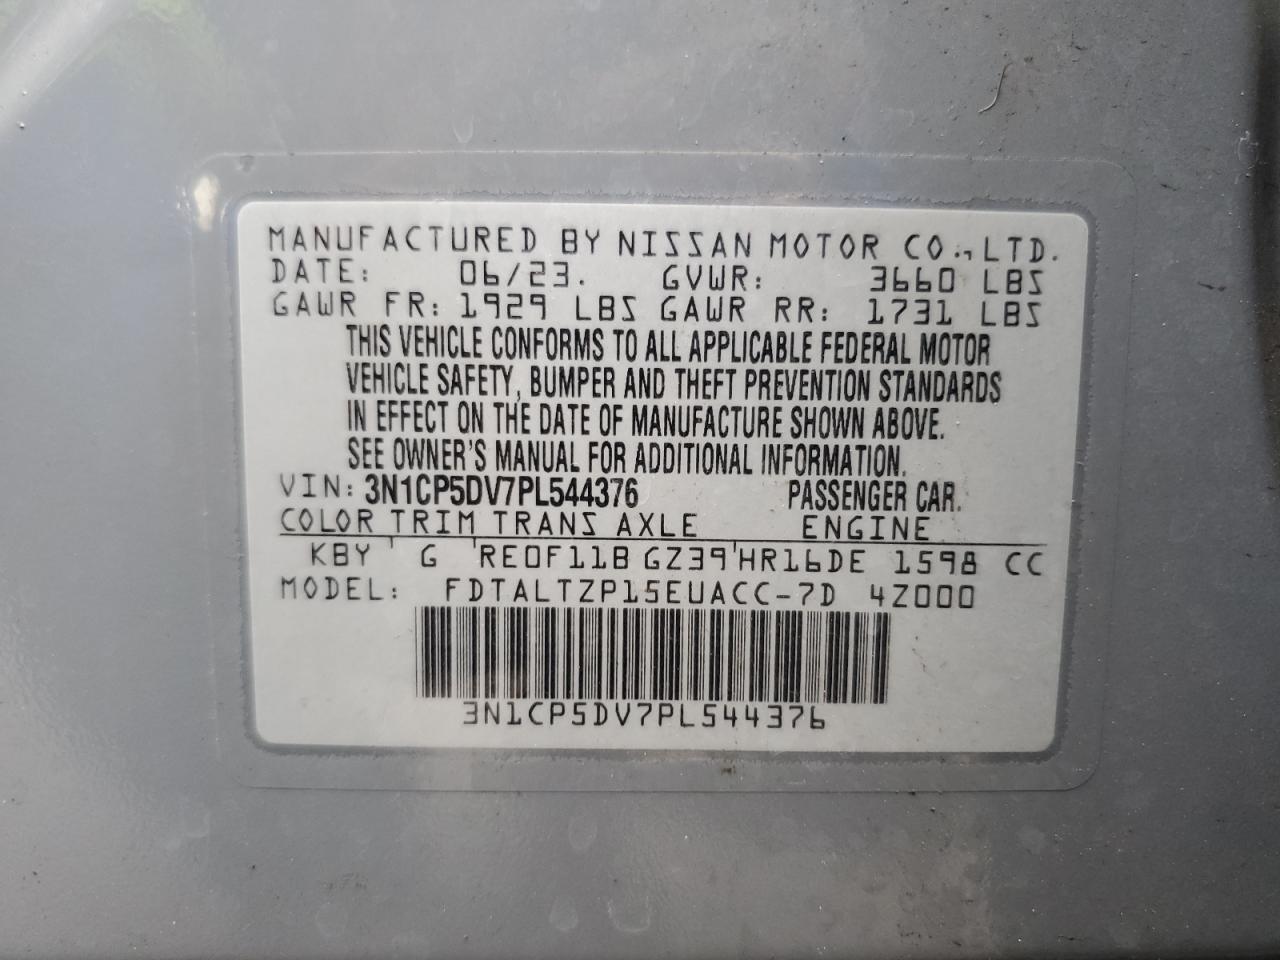 MANUFACTURED BY NISSAN MOTOR CO., LTD.
DATE: 06/23. GVWR: 3660 LBS
GAWR FR: 1929 LBS GAWR RR: 1731 LBS
THIS VEHICLE CONFORMS TO ALL APPLICABLE FEDERAL MOTOR
VEHICLE SAFETY, BUMPER AND THEFT PREVENTION STANDARDS
IN EFFECT ON THE DATE OF MANUFACTURE SHOWN ABOVE.
SEE OWNER'S MANUAL FOR ADDITIONAL INFORMATION.
VIN: 3N1CP5DV7PL544376 PASSENGER CAR.
COLOR TRIM TRANS AXLE ENGINE
KBY G RE0F11B GZ39 HR16DE 1598 CC
MODEL: FDTALTZP15EUACC-7D 4Z000
3N1CP5DV7PL544376